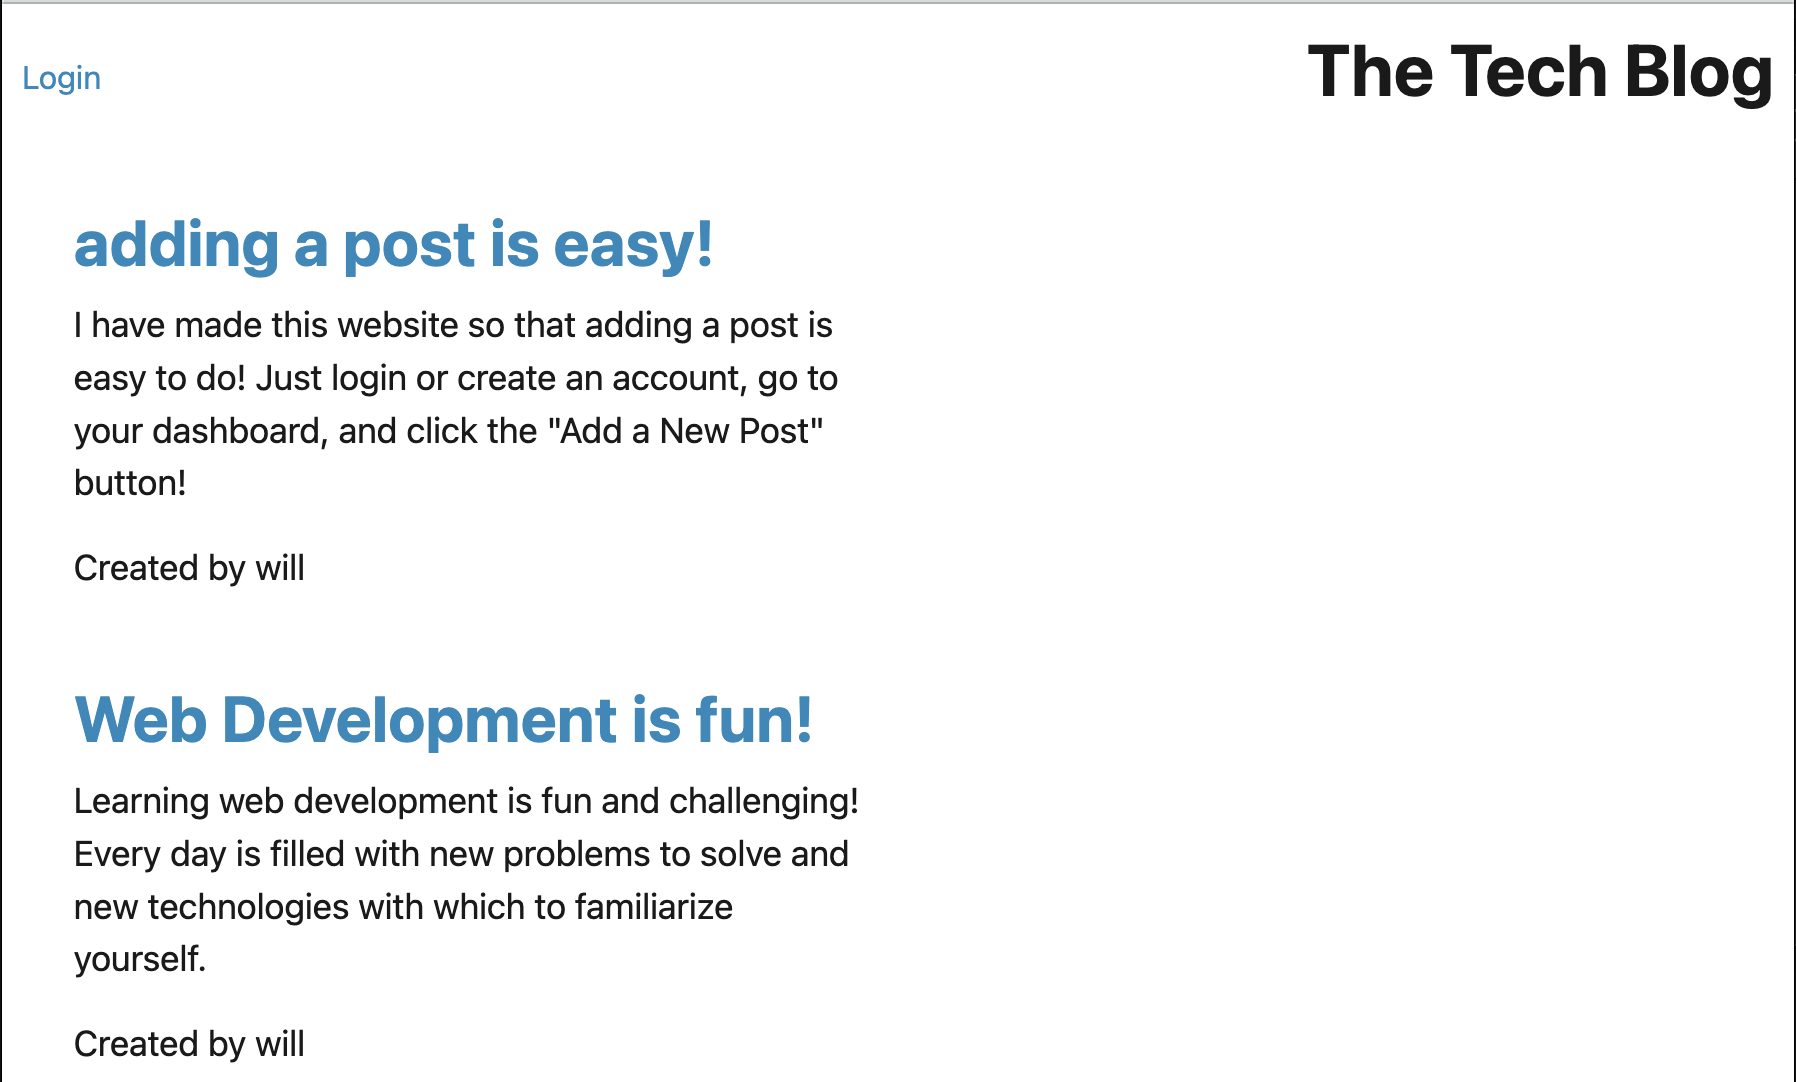 Login
The Tech Blog
adding a post is easy!
I have made this website so that adding a post is
easy to do! Just login or create an account, go to
your dashboard, and click the "Add a New Post"
button!
Created by will
Web Development is fun!
Learning web development is fun and challenging!
Every day is filled with new problems to solve and
new technologies with which to familiarize
yourself.
Created by will